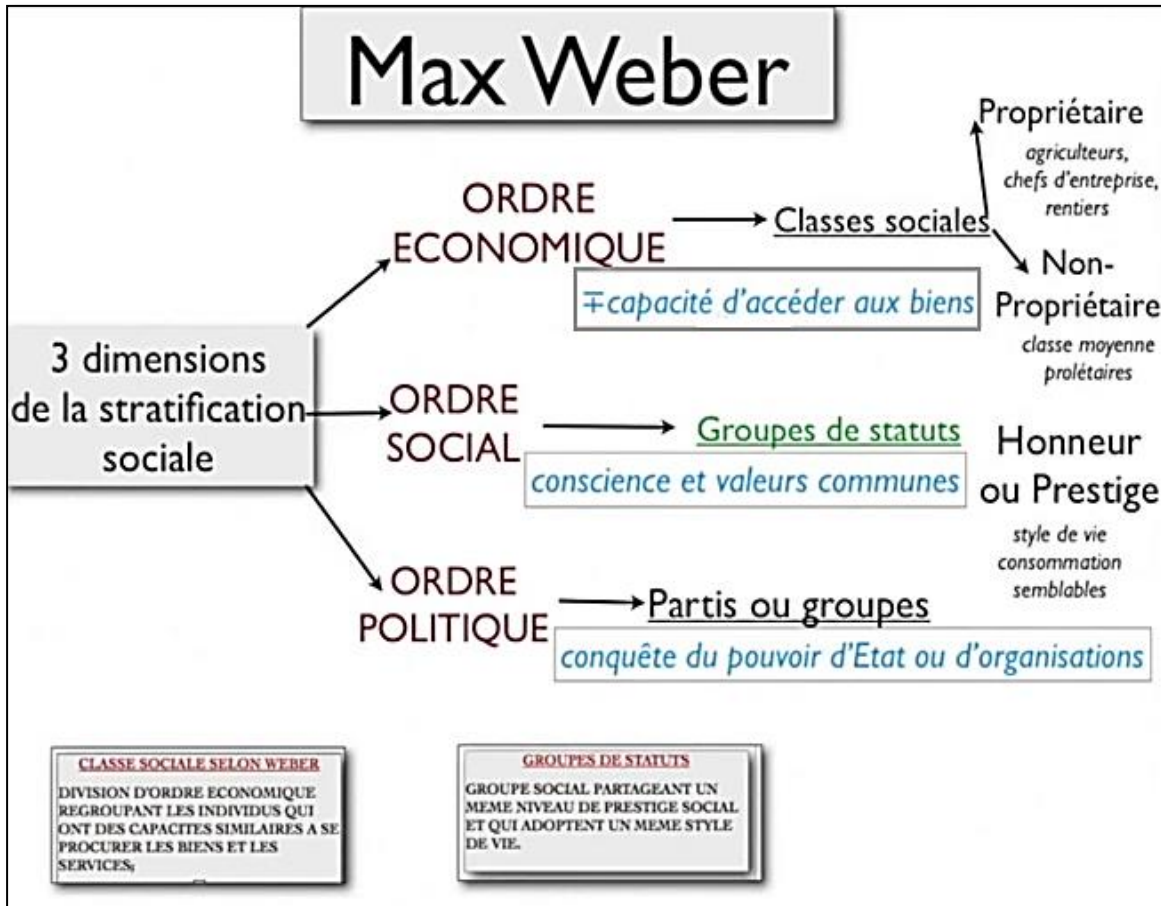 Max Weber
3 dimensions
de la stratification
sociale
ORDRE
ECONOMIQUE
Classes sociales
∓capacité d'accéder aux biens
Propriétaire
agriculteurs,
chefs d'entreprise,
rentiers
Non-
Propriétaire
classe moyenne
prolétaires
ORDRE
SOCIAL
Groupes de statuts
conscience et valeurs communes
Honneur
ou Prestige
style de vie
consommation
semblables
ORDRE
POLITIQUE
Partis ou groupes
conquête du pouvoir d'Etat ou d'organisations
CLASSE SOCIALE SELON WEBER
DIVISION D'ORDRE ECONOMIQUE
REGROUPANT LES INDIVIDUS QUI
ONT DES CAPACITES SIMILAIRES A SE
PROCURER LES BIENS ET LES
SERVICES;
GROUPES DE STATUTS
GROUPE SOCIAL PARTAGEANT UN
MEME NIVEAU DE PRESTIGE SOCIAL
ET QUI ADOPTENT UN MEME STYLE
DE VIE.